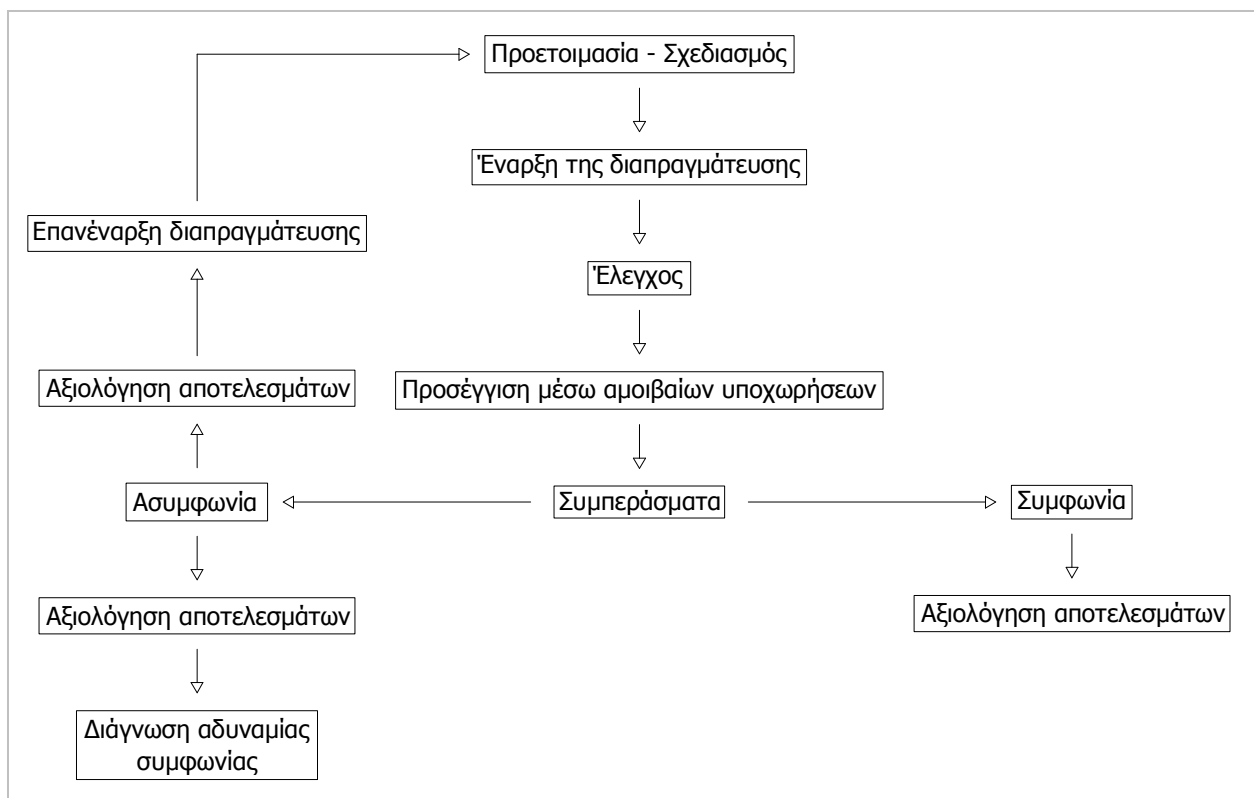 Προετοιμασία - Σχεδιασμός
Έναρξη της διαπραγμάτευσης
Επανέναρξη διαπραγμάτευσης
Έλεγχος
Αξιολόγηση αποτελεσμάτων
Προσέγγιση μέσω αμοιβαίων υποχωρήσεων
Ασυμφωνία
Συμπεράσματα
Συμφωνία
Αξιολόγηση αποτελεσμάτων
Αξιολόγηση αποτελεσμάτων
Διάγνωση αδυναμίας
συμφωνίας